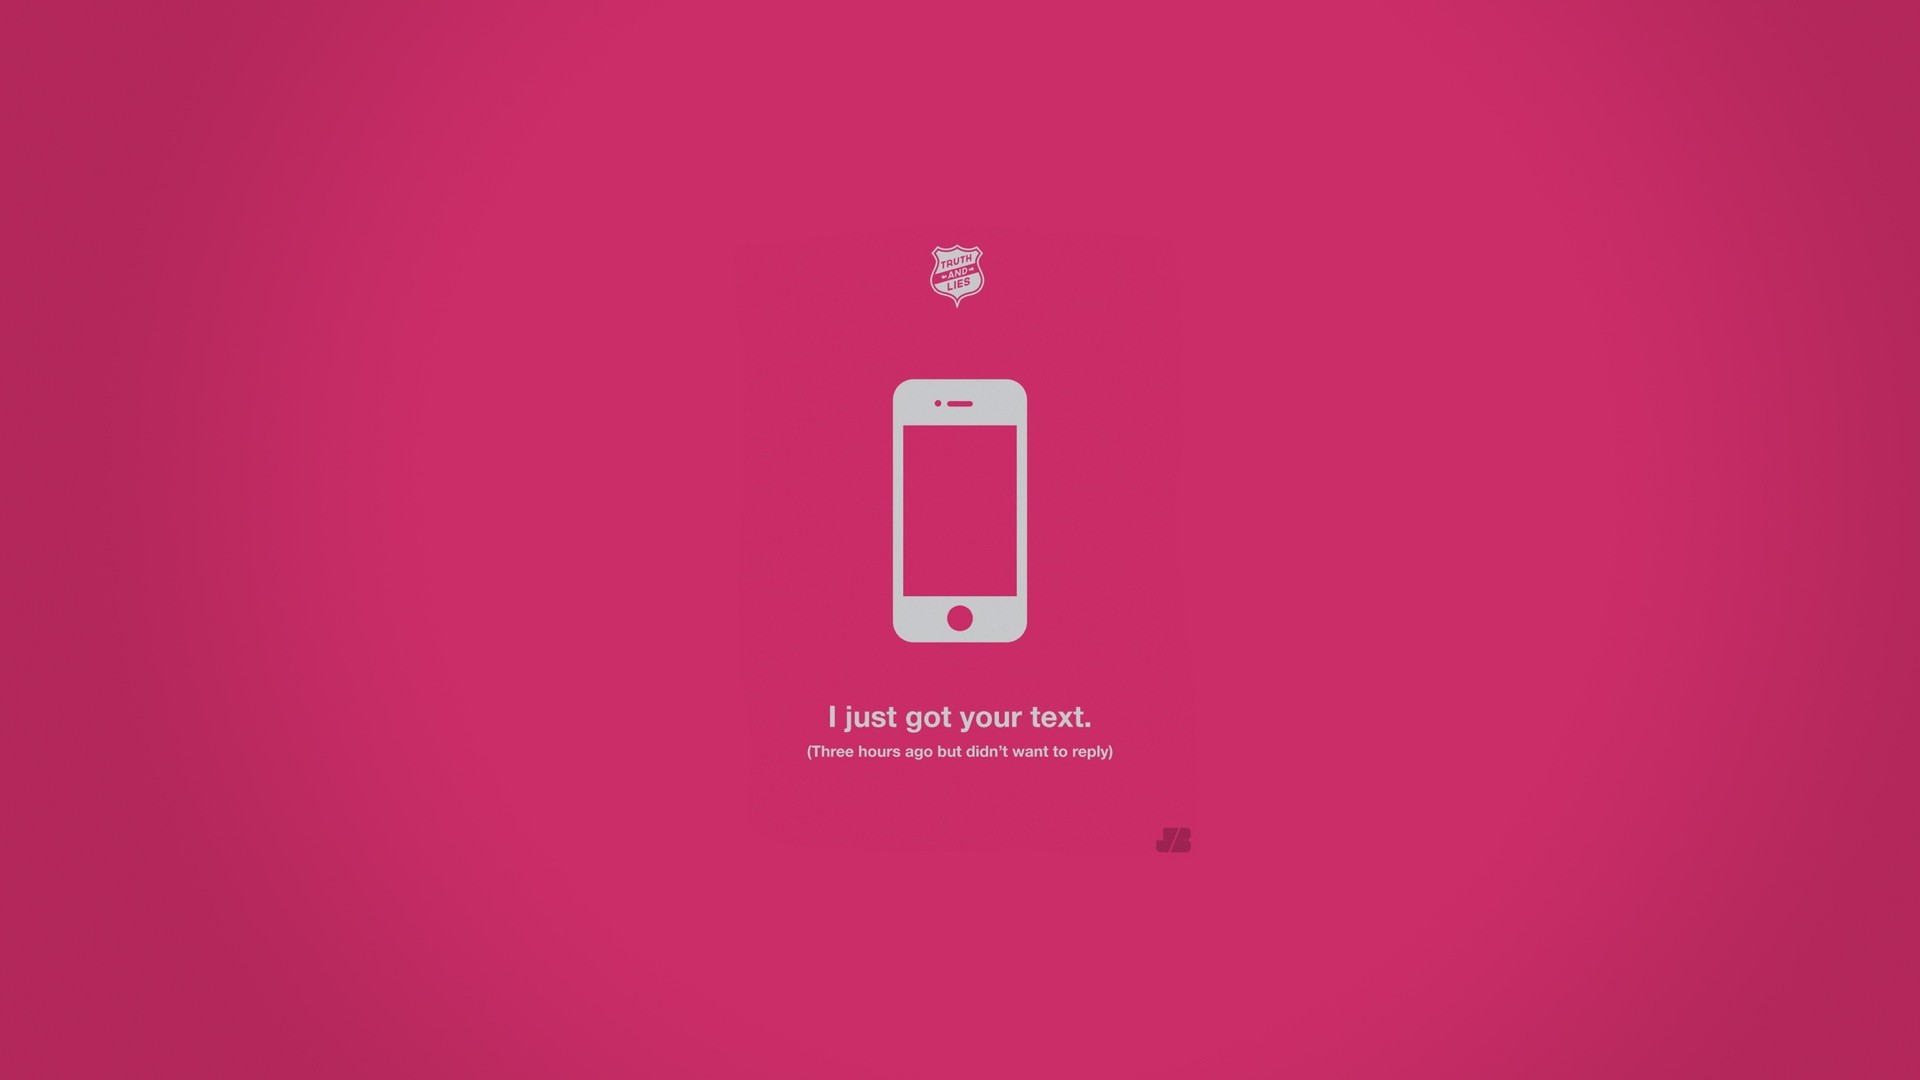 TRUTH
AND
LIES
I just got your text.
(Three hours ago but didn’t want to reply)
JB